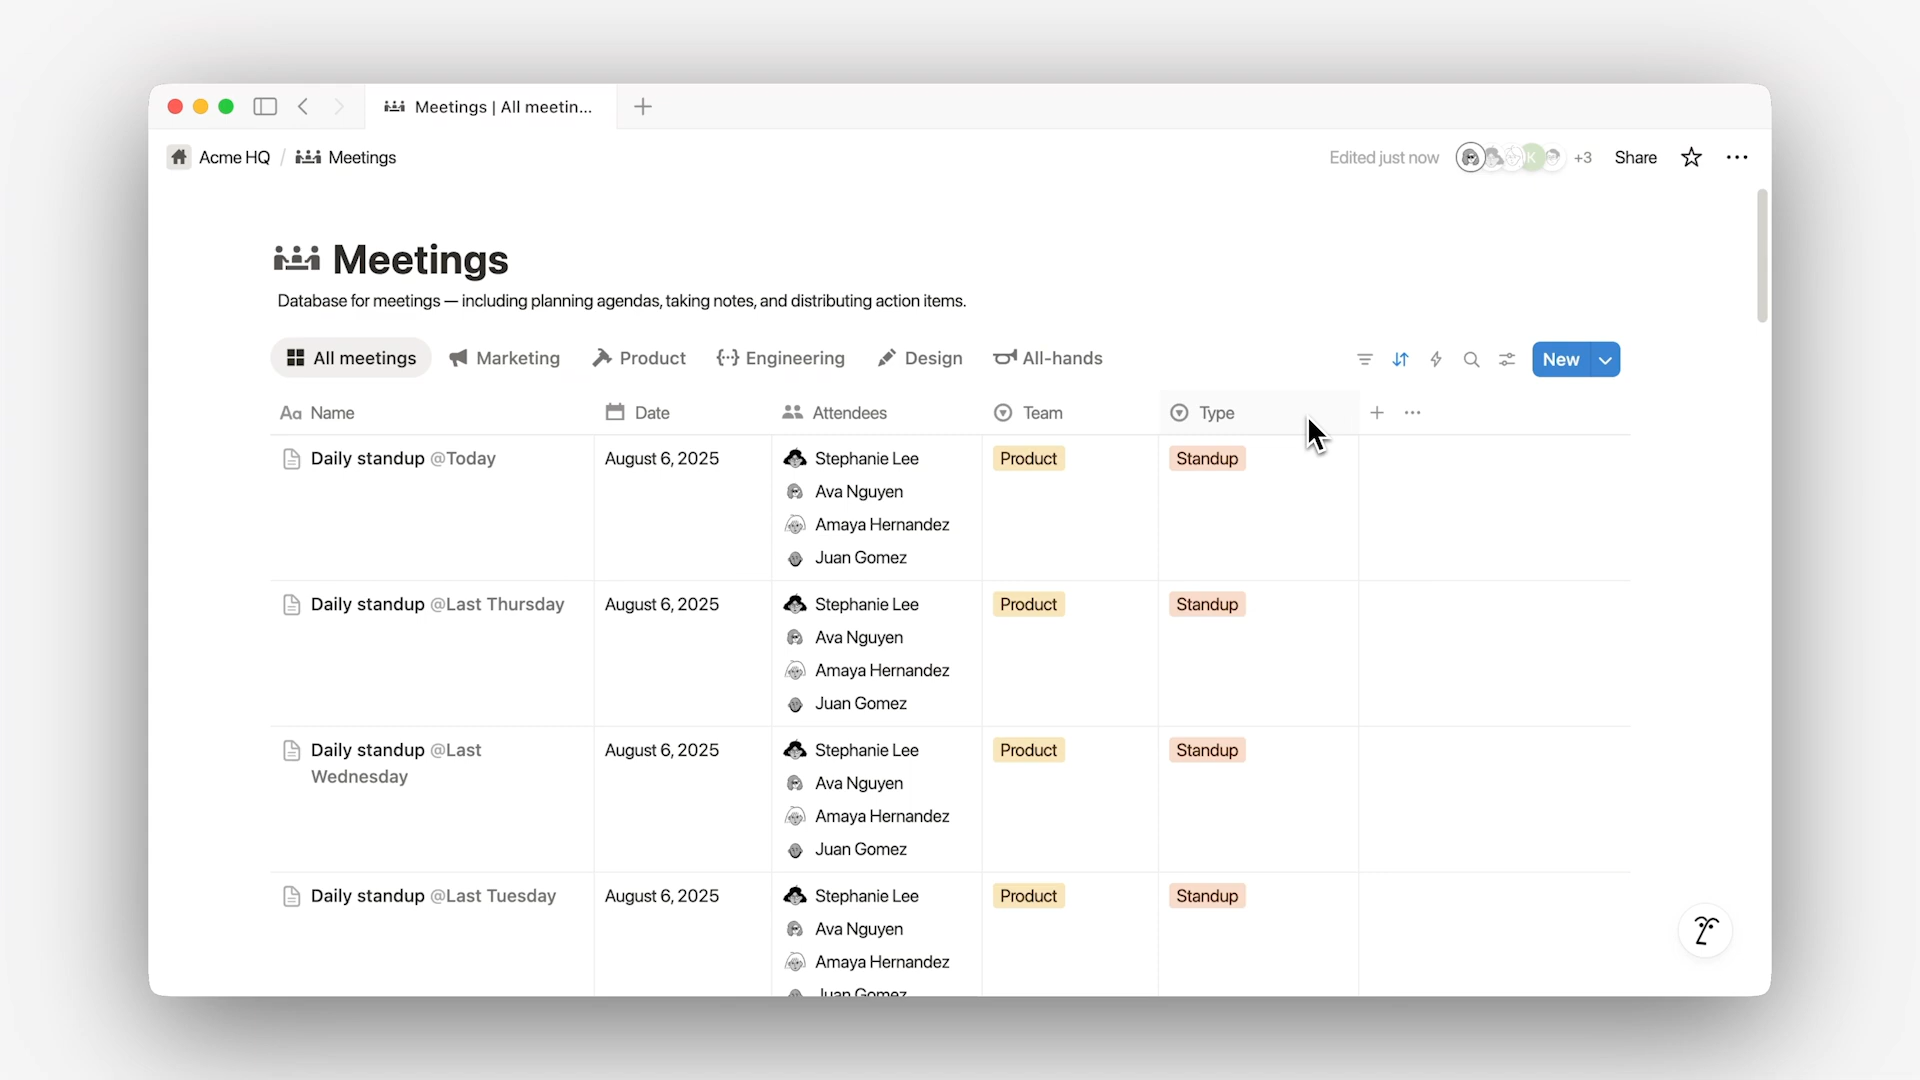 Meetings | All meetin...
Acme HQ / Meetings
Edited just now
K
+3
Share
Meetings
Database for meetings — including planning agendas, taking notes, and distributing action items.
All meetings
Marketing
Product
Engineering
Design
All-hands
New
Aa Name
Date
Attendees
Team
Type
Daily standup @Today
August 6, 2025
Stephanie Lee
Ava Nguyen
Amaya Hernandez
Juan Gomez
Product
Standup
Daily standup @Last Thursday
August 6, 2025
Stephanie Lee
Ava Nguyen
Amaya Hernandez
Juan Gomez
Product
Standup
Daily standup @Last
Wednesday
August 6, 2025
Stephanie Lee
Ava Nguyen
Amaya Hernandez
Juan Gomez
Product
Standup
Daily standup @Last Tuesday
August 6, 2025
Stephanie Lee
Ava Nguyen
Amaya Hernandez
Juan Gomez
Product
Standup